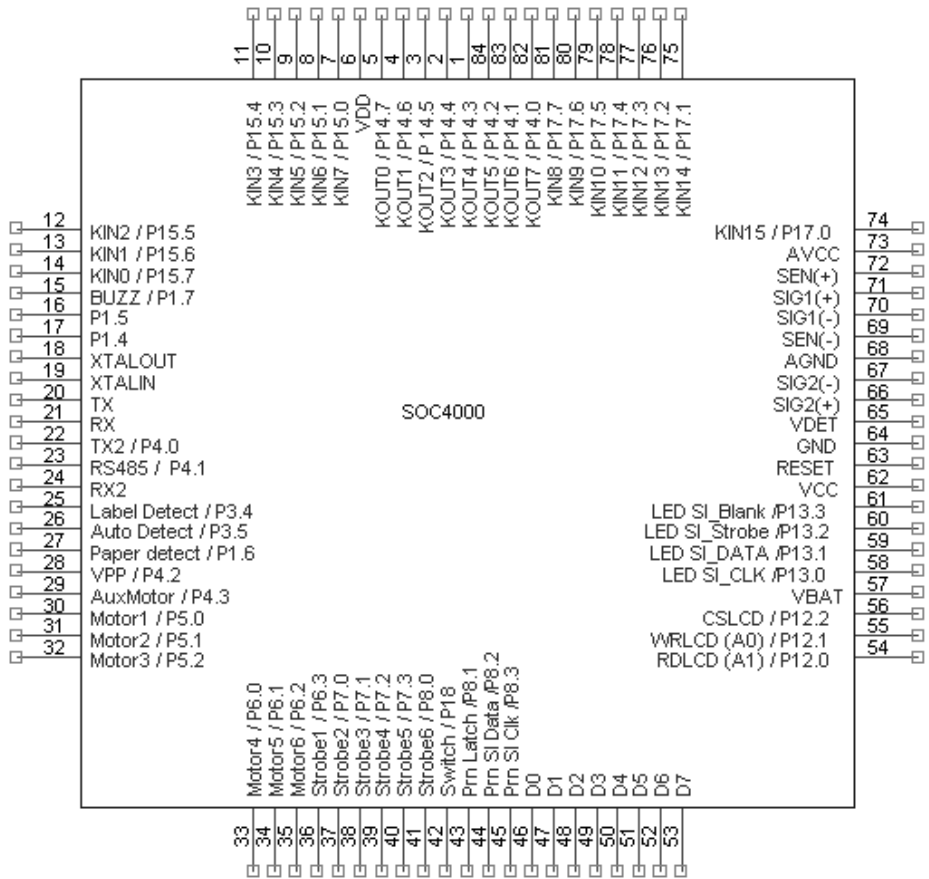 11 10 9 8 7 6 5 4 3 2 1 84 83 82 81 80 79 78 77 76 75
KIN3 / P15.4
KIN4 / P15.3
KIN5 / P15.2
KIN6 / P15.1
KIN7 / P15.0
VDD
KOUT0 / P14.7
KOUT1 / P14.6
KOUT2 / P 14.5
KOUT3 / P14.4
KOUT4 / P14.3
KOUT5 / P14.2
KOUT6 / P14.1
KOUT7 / P14.0
KIN8 / P17.7
KIN9 / P17.6
KIN10 / P17.5
KIN11 / P17.4
KIN12 / P17.3
KIN13 / P17.2
KIN14 / P17.1
12 KIN2 / P15.5
13 KIN1 / P15.6
14 KIN0 / P15.7
15 BUZZ / P1.7
16 P1.5
17 P1.4
18 XTALOUT
19 XTALIN
20 TX
21 RX
22 TX2 / P4.0
23 RS485 / P4.1
24 RX2
25 Label Detect / P3.4
26 Auto Detect / P3.5
27 Paper detect / P1.6
28 VPP / P4.2
29 AuxMotor / P4.3
30 Motor1 / P5.0
31 Motor2 / P5.1
32 Motor3 / P5.2
SOC4000
KIN15 / P17.0 74
AVCC 73
SEN(+) 72
SIG1(+) 71
SIG1(-) 70
SEN(-) 69
AGND 68
SIG2(-) 67
SIG2(+) 66
VDET 65
GND 64
RESET 63
VCC 62
LED SI_Blank /P13.3 61
LED SI_Strobe /P13.2 60
LED SI_DATA /P13.1 59
LED SI_CLK /P13.0 58
VBAT 57
CSLCD / P12.2 56
WRLCD (A0) / P12.1 55
RDLCD (A1) / P12.0 54
Motor4 / P6.0
Motor5 / P6.1
Motor6 / P6.2
Strobe1 / P6.3
Strobe2 / P7.0
Strobe3 / P7.1
Strobe4 / P7.2
Strobe5 / P7.3
Strobe6 / P8.0
Switch / P18
Prn Latch /P8.1
Prn SI Data /P8.2
Prn SI Clk / P8.3
D0
D1
D2
D3
D4
D5
D6
D7
33 34 35 36 37 38 39 40 41 42 43 44 45 46 47 48 49 50 51 52 53